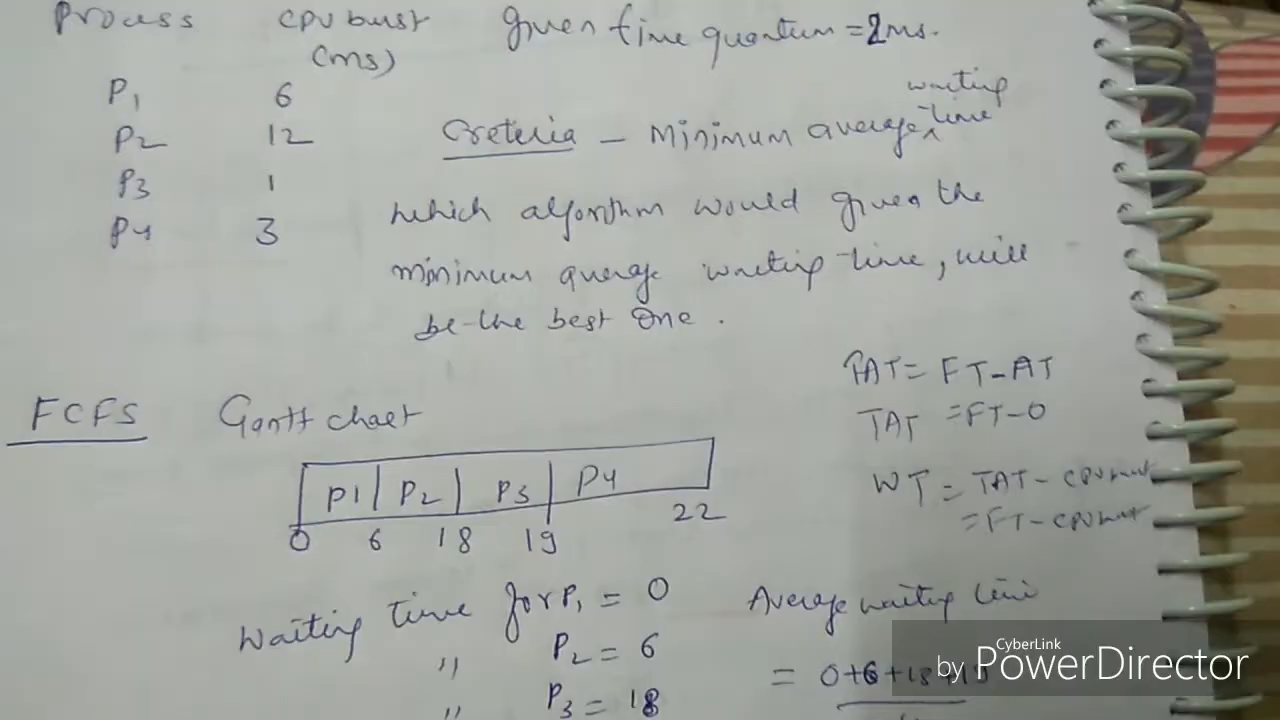 Process CPU burst (ms) Given time quantum = 2ms.
P1 6
P2 12
P3 1
P4 3
Creteria - Minimum average waiting time
which algorithm would given the
minimum average waiting time, will
be the best one.
TAT = FT-AT
TAT = FT-0
WT = TAT - CPU burst
= FT - CPU burst
FCFS Gantt chart
P1 P2 P3 P4
0 6 18 19 22
Waiting time for P1 = 0
" P2 = 6
" P3 = 18
Average waiting time
= 0+6+18+19
CyberLink
by PowerDirector